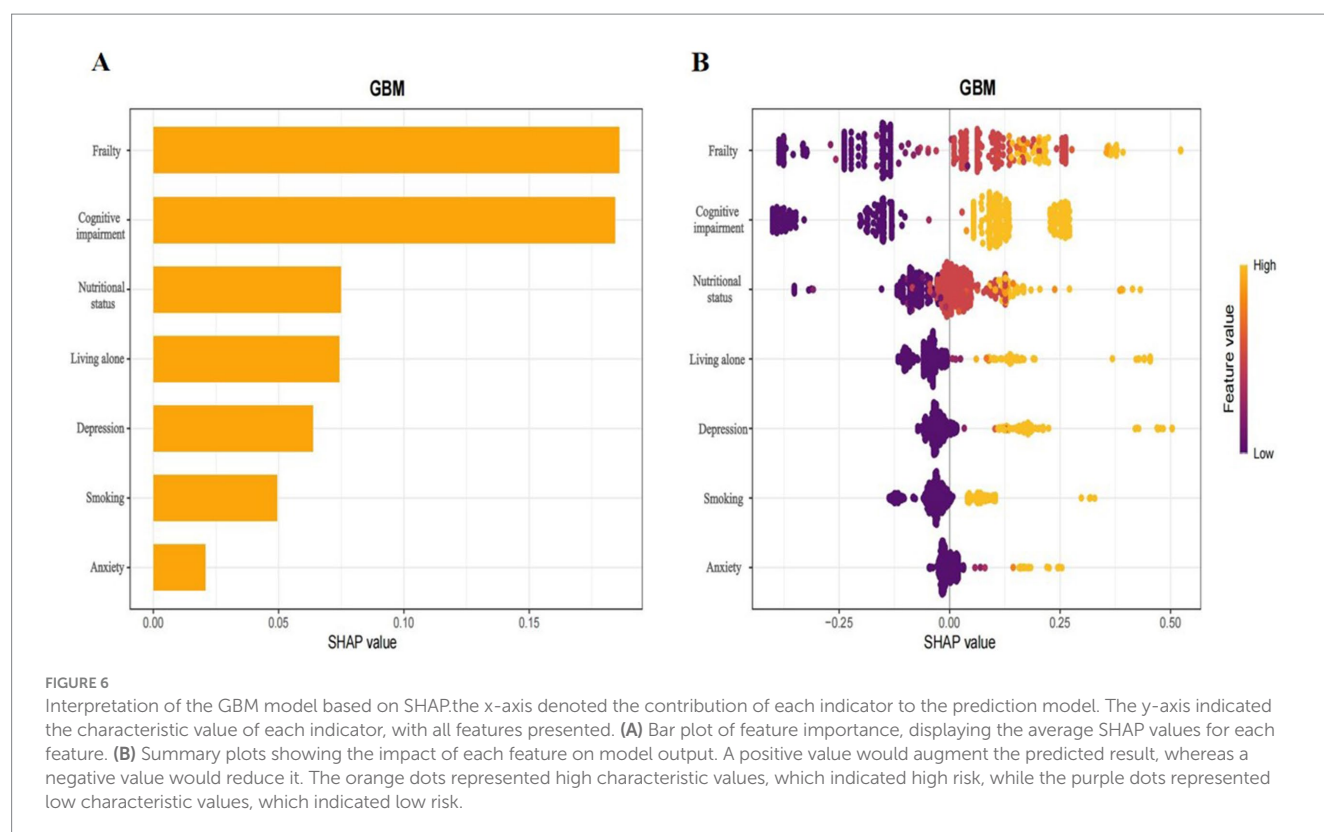 A
GBM
Frailty
Cognitive
impairment
Nutritional
status
Living alone
Depression
Smoking
Anxiety
0.00
0.05
0.10
0.15
SHAP value
B
GBM
Frailty
Cognitive
impairment
Nutritional
status
Living alone
Depression
Smoking
Anxiety
−0.25
0.00
0.25
0.50
SHAP value
High
Feature value
Low
FIGURE 6
Interpretation of the GBM model based on SHAP.the x-axis denoted the contribution of each indicator to the prediction model. The y-axis indicated
the characteristic value of each indicator, with all features presented. (A) Bar plot of feature importance, displaying the average SHAP values for each
feature. (B) Summary plots showing the impact of each feature on model output. A positive value would augment the predicted result, whereas a
negative value would reduce it. The orange dots represented high characteristic values, which indicated high risk, while the purple dots represented
low characteristic values, which indicated low risk.